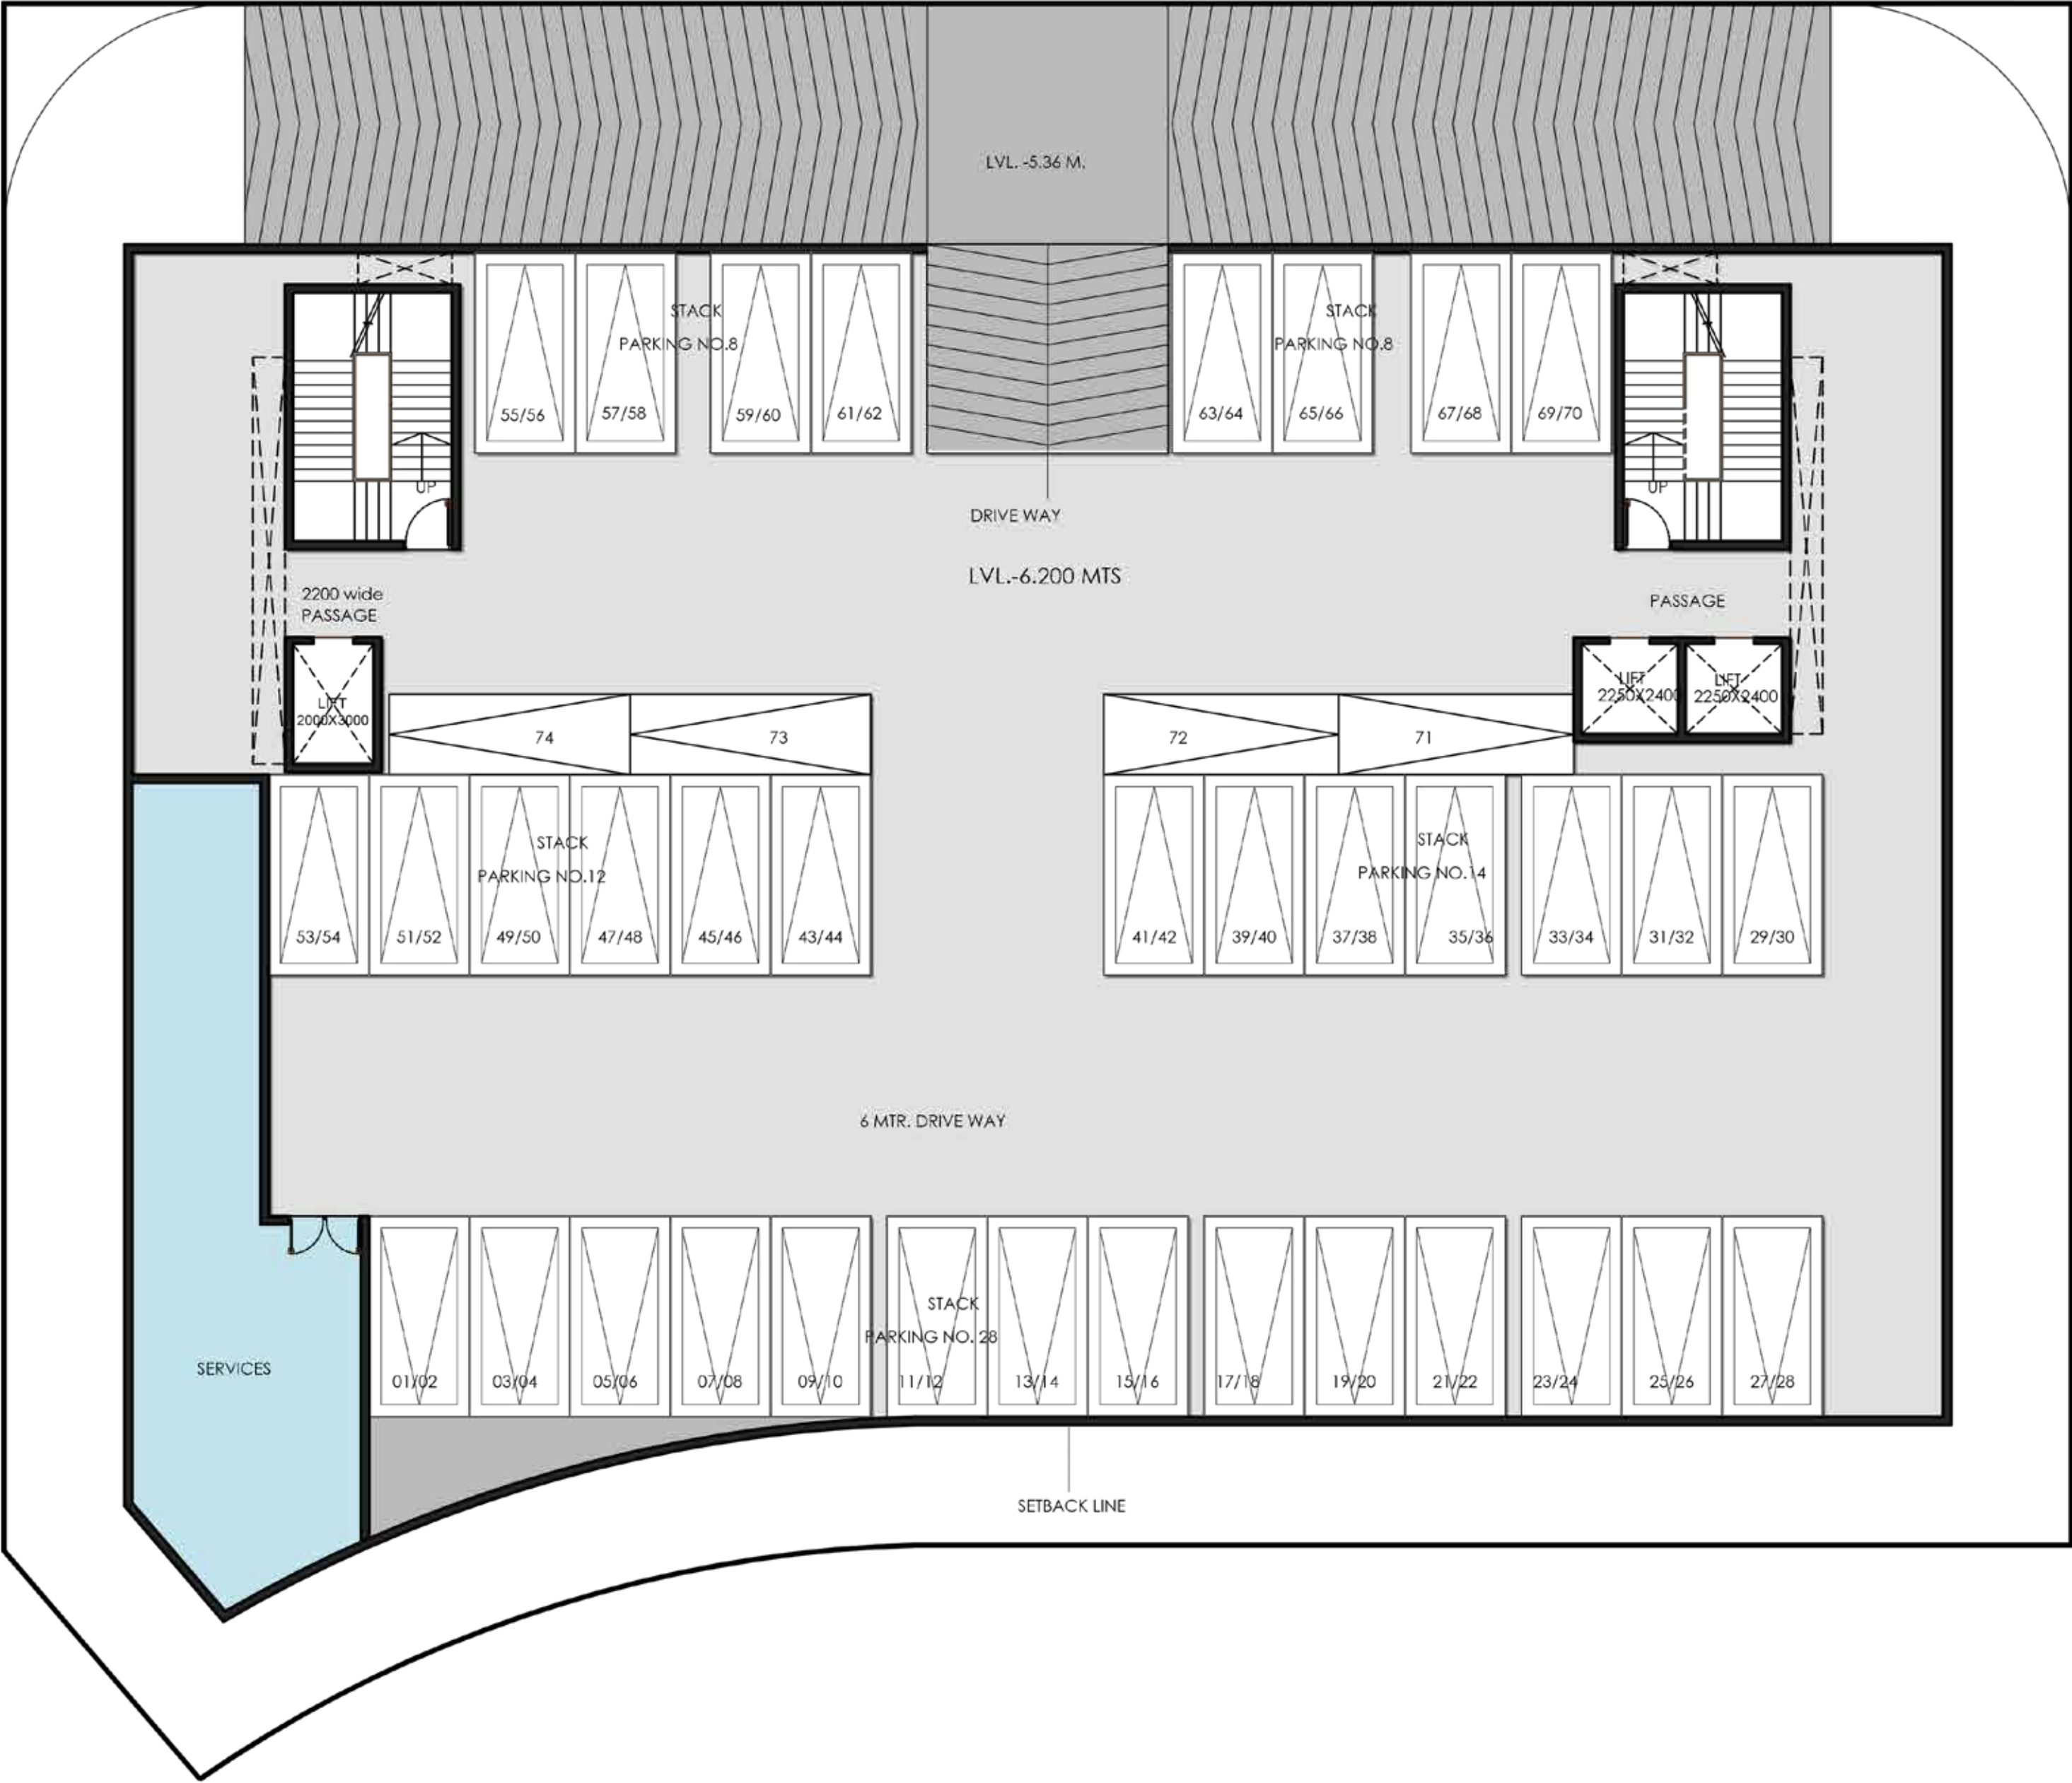 LVL. -5.36 M.
STACK
PARKING NO.8
55/56
57/58
59/60
61/62
STACK
PARKING NO.8
63/64
65/66
67/68
69/70
UP
UP
DRIVE WAY
LVL.-6.200 MTS
2200 wide
PASSAGE
PASSAGE
LIFT
2000X3000
LIFT
2250X2400
LIFT
2250X2400
74
73
72
71
STACK
PARKING NO.12
53/54
51/52
49/50
47/48
45/46
43/44
STACK
PARKING NO.14
41/42
39/40
37/38
35/36
33/34
31/32
29/30
6 MTR. DRIVE WAY
STACK
PARKING NO. 28
SERVICES
01/02
03/04
05/06
07/08
09/10
11/12
13/14
15/16
17/18
19/20
21/22
23/24
25/26
27/28
SETBACK LINE